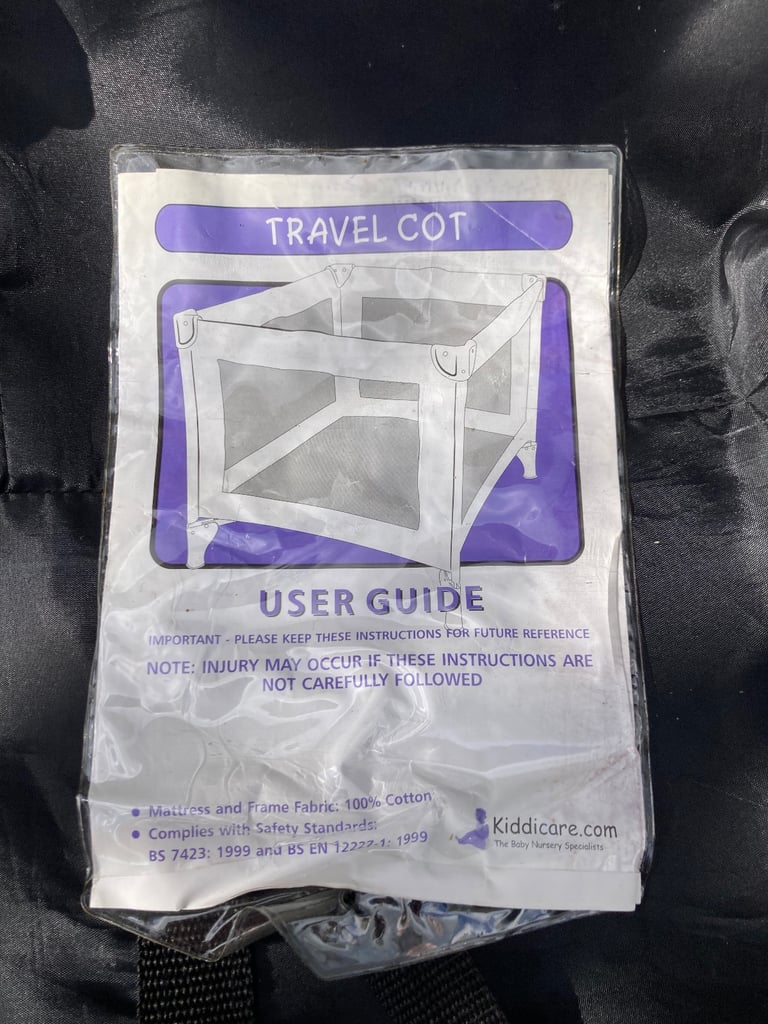 TRAVEL COT
USER GUIDE
IMPORTANT - PLEASE KEEP THESE INSTRUCTIONS FOR FUTURE REFERENCE
NOTE: INJURY MAY OCCUR IF THESE INSTRUCTIONS ARE
NOT CAREFULLY FOLLOWED
• Mattress and Frame Fabric: 100% Cotton
• Complies with Safety Standards:
BS 7423: 1999 and BS EN 12227-1: 1999
Kiddicare.com
The Baby Nursery Specialists